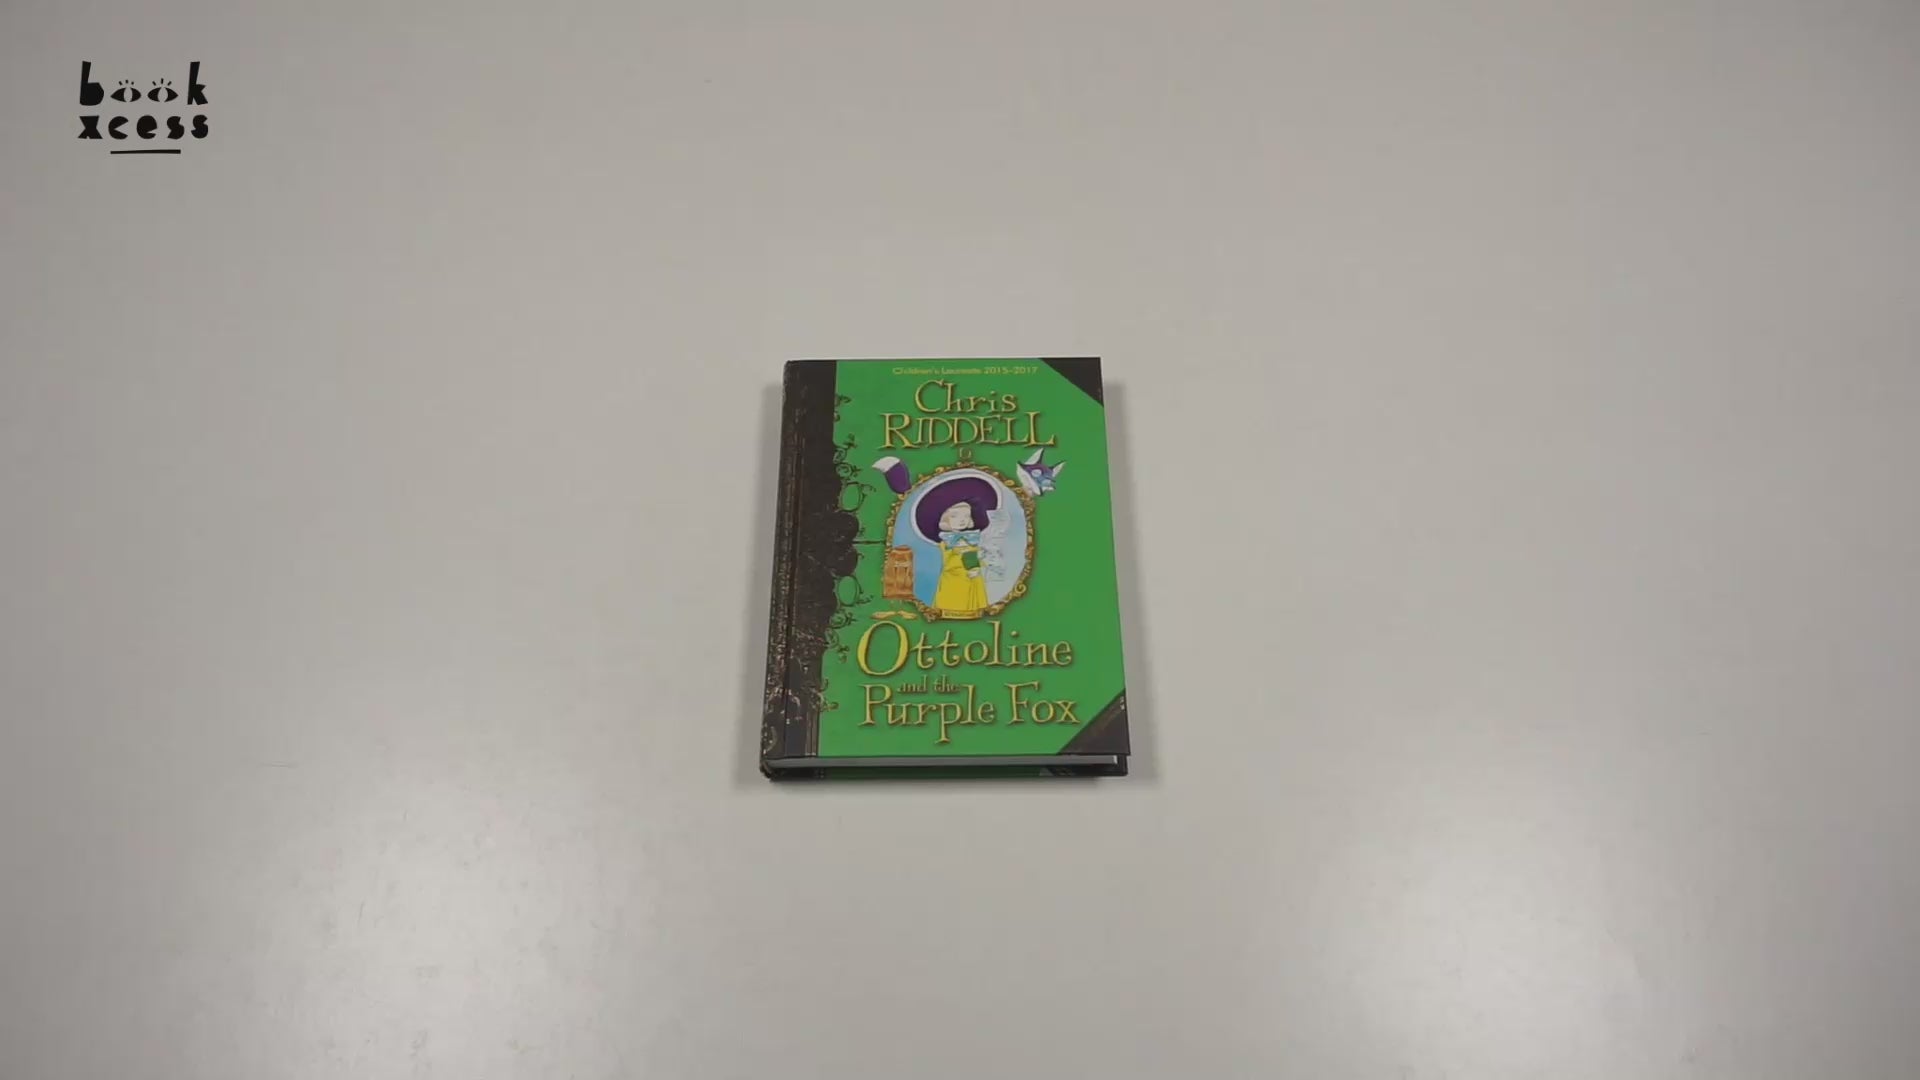 book
xcess
Children's Laureate 2015-2017
Chris
RIDDELL
Ottoline
and the
Purple Fox